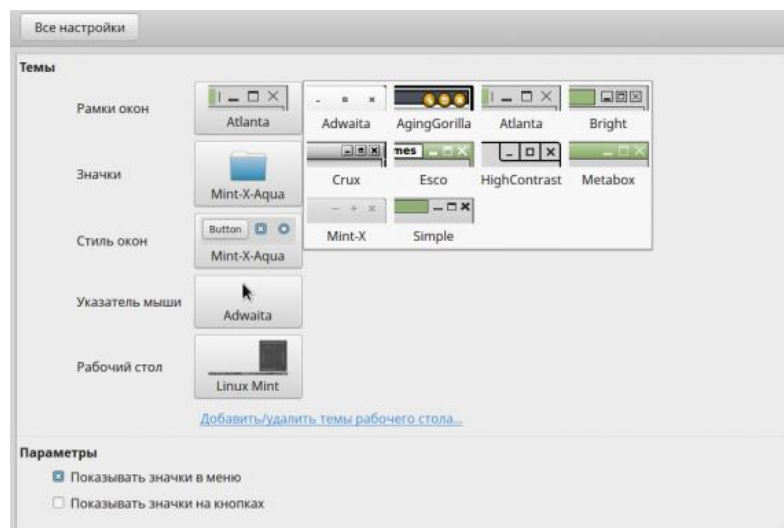 Все настройки
Темы
Рамки окон
Atlanta
Adwaita
AgingGorilla
Atlanta
Bright
mes
Crux
Esco
HighContrast
Metabox
Значки
Mint-X-Aqua
Mint-X
Simple
Стиль окон
Button
Mint-X-Aqua
Указатель мыши
Adwaita
Рабочий стол
Linux Mint
Добавить/удалить темы рабочего стола...
Параметры
Показывать значки в меню
Показывать значки на кнопках